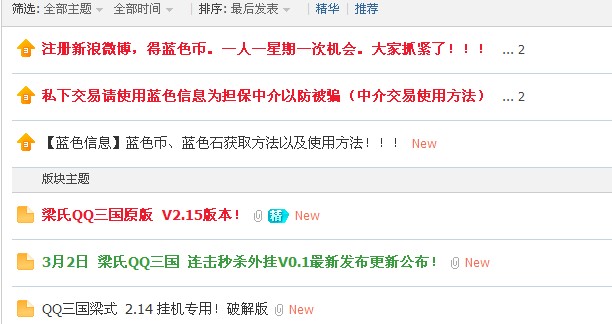 筛选: 全部主题 全部时间 排序: 最后发表 精华 推荐
注册新浪微博，得蓝色币。一人一星期一次机会。大家抓紧了！！！ ... 2
私下交易请使用蓝色信息为担保中介以防被骗（中介交易使用方法） ... 2
【蓝色信息】蓝色币、蓝色石获取方法以及使用方法！！！ New
版块主题
梁氏QQ三国原版 V2.15版本！ 精 New
3月2日 梁氏QQ三国 连击秒杀外挂V0.1最新发布更新公布！ New
QQ三国梁式 2.14 挂机专用！破解版 New